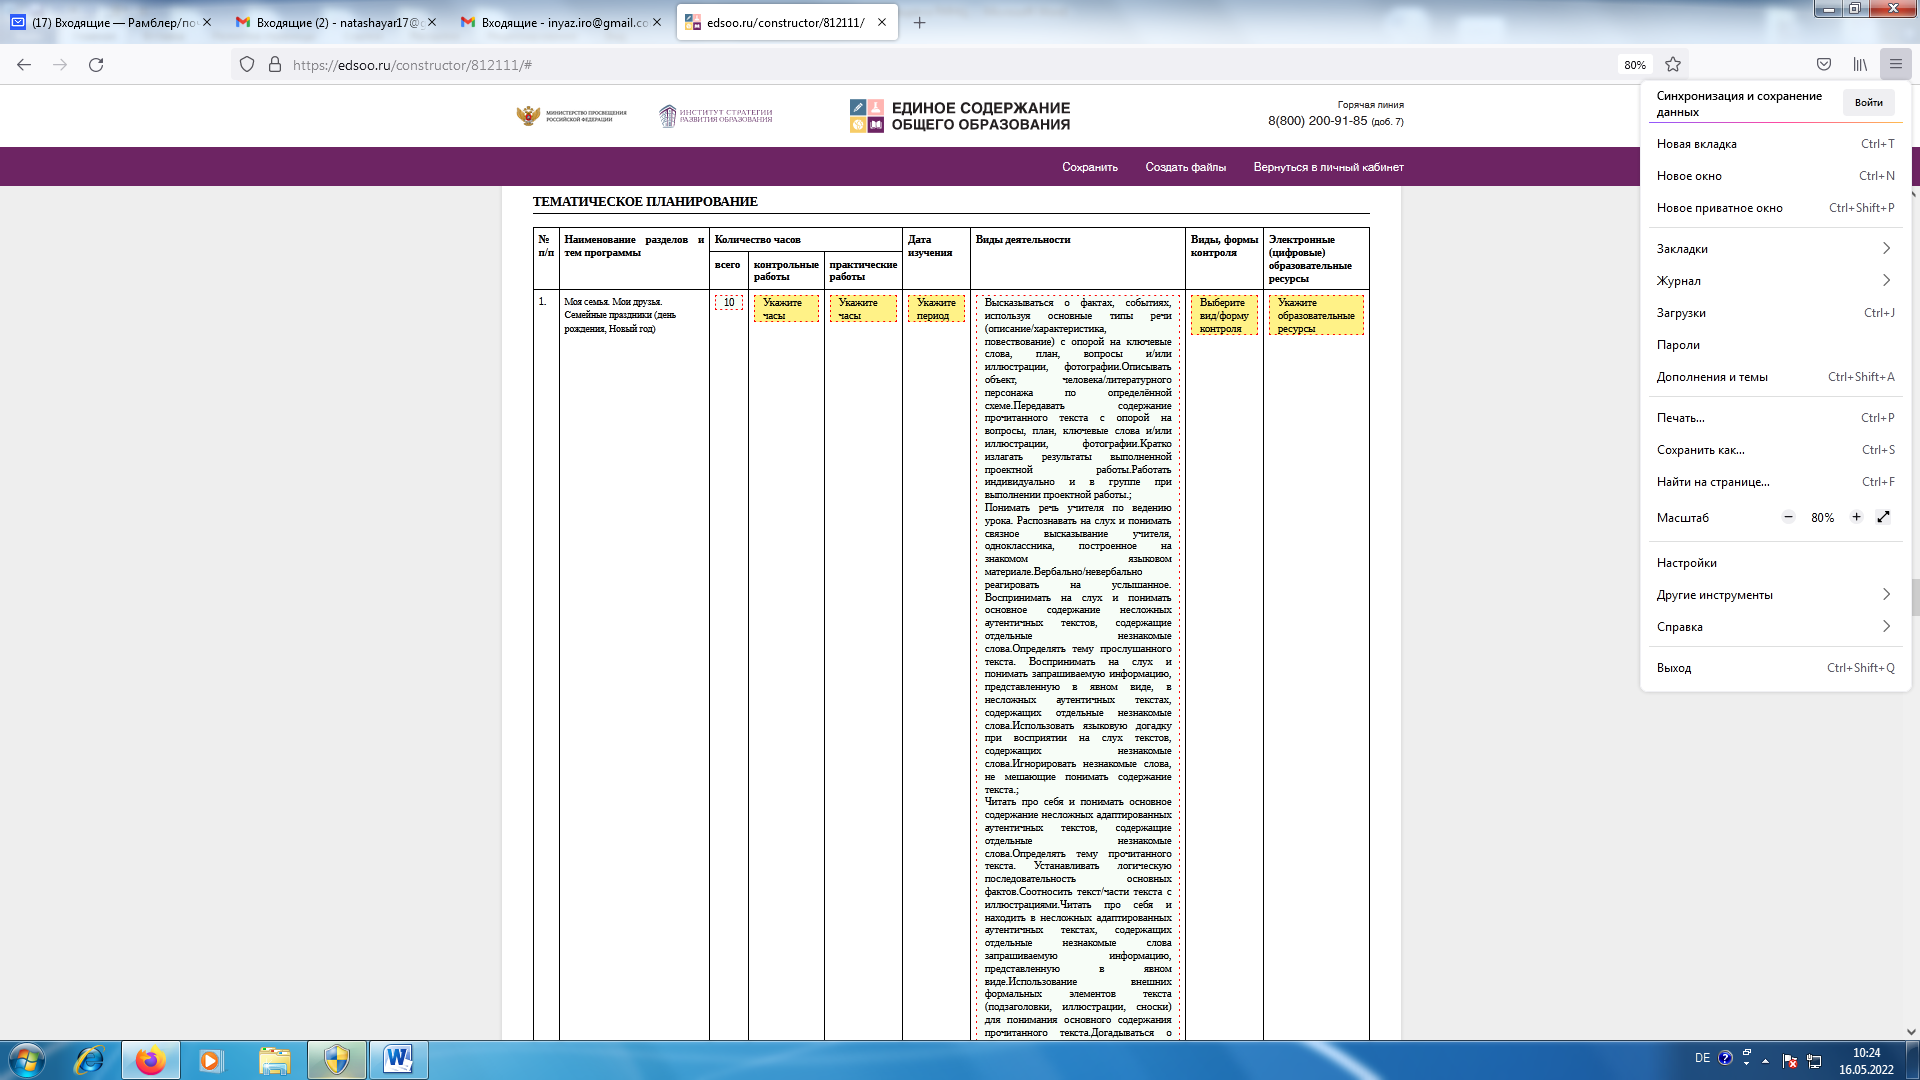 (17) Входящие — Рамблер/по
Входящие (2) - natashayar17@g
Входящие - inyaz.iro@gmail.co
edsoo.ru/constructor/812111/
https://edsoo.ru/constructor/812111/#
80%
МИНИСТЕРСТВО ПРОСВЕЩЕНИЯ
РОССИЙСКОЙ ФЕДЕРАЦИИ
ИНСТИТУТ СТРАТЕГИИ
РАЗВИТИЯ ОБРАЗОВАНИЯ
ЕДИНОЕ СОДЕРЖАНИЕ
ОБЩЕГО ОБРАЗОВАНИЯ
Горячая линия
8(800) 200-91-85 (доб. 7)
Сохранить
Создать файлы
Вернуться в личный кабинет
ТЕМАТИЧЕСКОЕ ПЛАНИРОВАНИЕ
№
п/п
Наименование разделов и
тем программы
Количество часов
всего
контрольные
работы
практические
работы
Дата
изучения
Виды деятельности
Виды, формы
контроля
Электронные
(цифровые)
образовательные
ресурсы
1.
Моя семья. Мои друзья.
Семейные праздники (день
рождения, Новый год)
10
Укажите
часы
Укажите
часы
Укажите
период
Высказываться о фактах, событиях,
используя основные типы речи
(описание/характеристика,
повествование) с опорой на ключевые
слова, план, вопросы и/или
иллюстрации, фотографии.Описывать
объект, человека/литературного
персонажа по определённой
схеме.Передавать содержание
прочитанного текста с опорой на
вопросы, план, ключевые слова и/или
иллюстрации, фотографии.Кратко
излагать результаты выполненной
проектной работы.Работать
индивидуально и в группе при
выполнении проектной работы.;
Понимать речь учителя по ведению
урока. Распознавать на слух и понимать
связное высказывание учителя,
одноклассника, построенное на
знакомом языковом
материале.Вербально/невербально
реагировать на услышанное.
Воспринимать на слух и понимать
основное содержание несложных
аутентичных текстов, содержащие
отдельные незнакомые
слова.Определять тему прослушанного
текста. Воспринимать на слух и
понимать запрашиваемую информацию,
представленную в явном виде, в
несложных аутентичных текстах,
содержащих отдельные незнакомые
слова.Использовать языковую догадку
при восприятии на слух текстов,
содержащих незнакомые
слова.Игнорировать незнакомые слова,
не мешающие понимать содержание
текста.;
Читать про себя и понимать основное
содержание несложных адаптированных
аутентичных текстов, содержащие
отдельные незнакомые
слова.Определять тему прочитанного
текста. Устанавливать логическую
последовательность основных
фактов.Соотносить текст/части текста с
иллюстрациями.Читать про себя и
находить в несложных адаптированных
аутентичных текстах, содержащих
отдельные незнакомые слова
запрашиваемую информацию,
представленную в явном
виде.Использование внешних
формальных элементов текста
(подзаголовки, иллюстрации, сноски)
для понимания основного содержания
прочитанного текста.Догадываться о
Выберите
вид/форму
контроля
Укажите
образовательные
ресурсы
Синхронизация и сохранение
данных
Войти
Новая вкладка Ctrl+T
Новое окно Ctrl+N
Новое приватное окно Ctrl+Shift+P
Закладки
Журнал
Загрузки Ctrl+J
Пароли
Дополнения и темы Ctrl+Shift+A
Печать... Ctrl+P
Сохранить как... Ctrl+S
Найти на странице... Ctrl+F
Масштаб − 80% +
Настройки
Другие инструменты
Справка
Выход Ctrl+Shift+Q
DE
10:24
16.05.2022